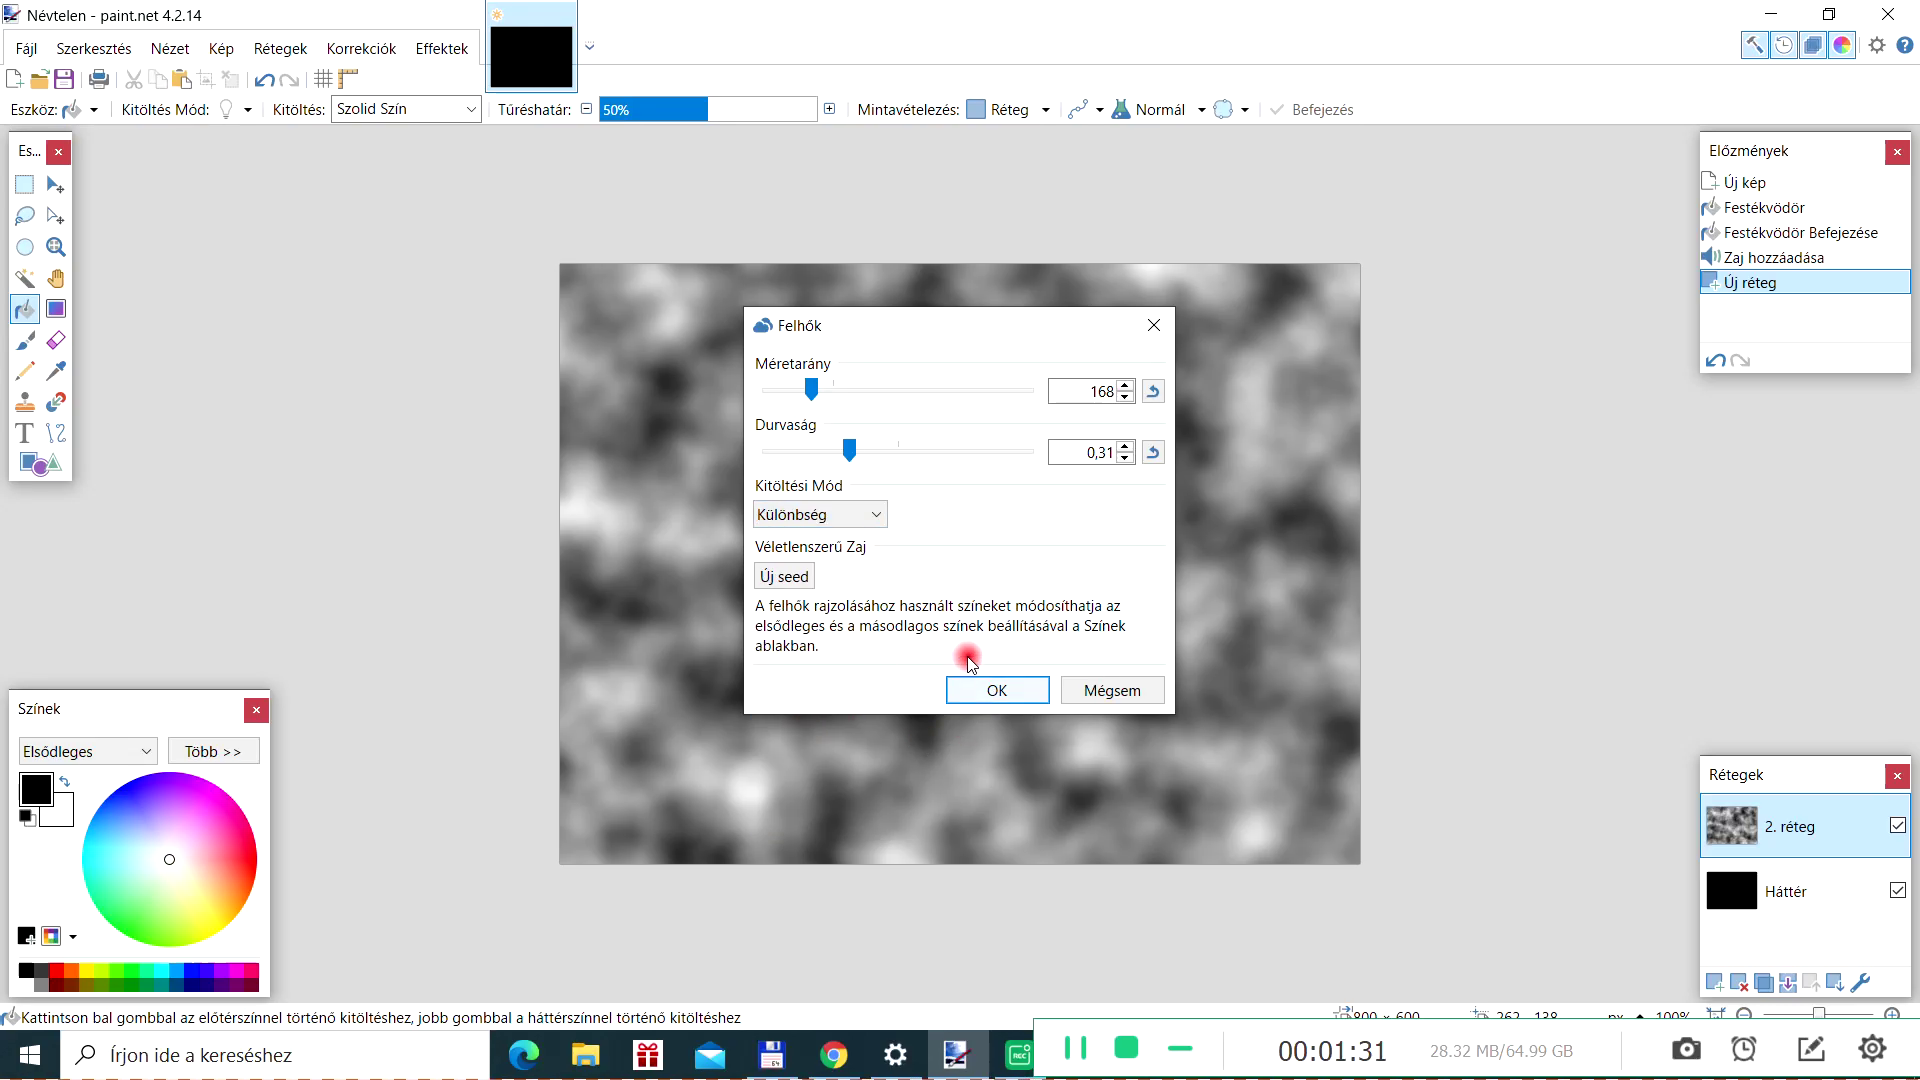 Névtelen - paint.net 4.2.14
Fájl Szerkesztés Nézet Kép Rétegek Korrekciók Effektek
Eszköz: Kitöltés Mód: Kitöltés: Szolid Szín Tűréshatár: 50% Mintavételezés: Réteg Normál Befejezés
Es...
Előzmények
Új kép
Festékvödör
Festékvödör Befejezése
Zaj hozzáadása
Új réteg
Felhők
Méretarány
168
Durvaság
0,31
Kitöltési Mód
Különbség
Véletlenszerű Zaj
Új seed
A felhők rajzolásához használt színeket módosíthatja az
elsődleges és a másodlagos színek beállításával a Színek
ablakban.
OK Mégsem
Színek
Elsődleges Több >>
Rétegek
2. réteg
Háttér
Kattintson bal gombbal az előtérszínnel történő kitöltéshez, jobb gombbal a háttérszínnel történő kitöltéshez
Írjon ide a kereséshez
64
REC
00:01:31
28.32 MB/64.99 GB